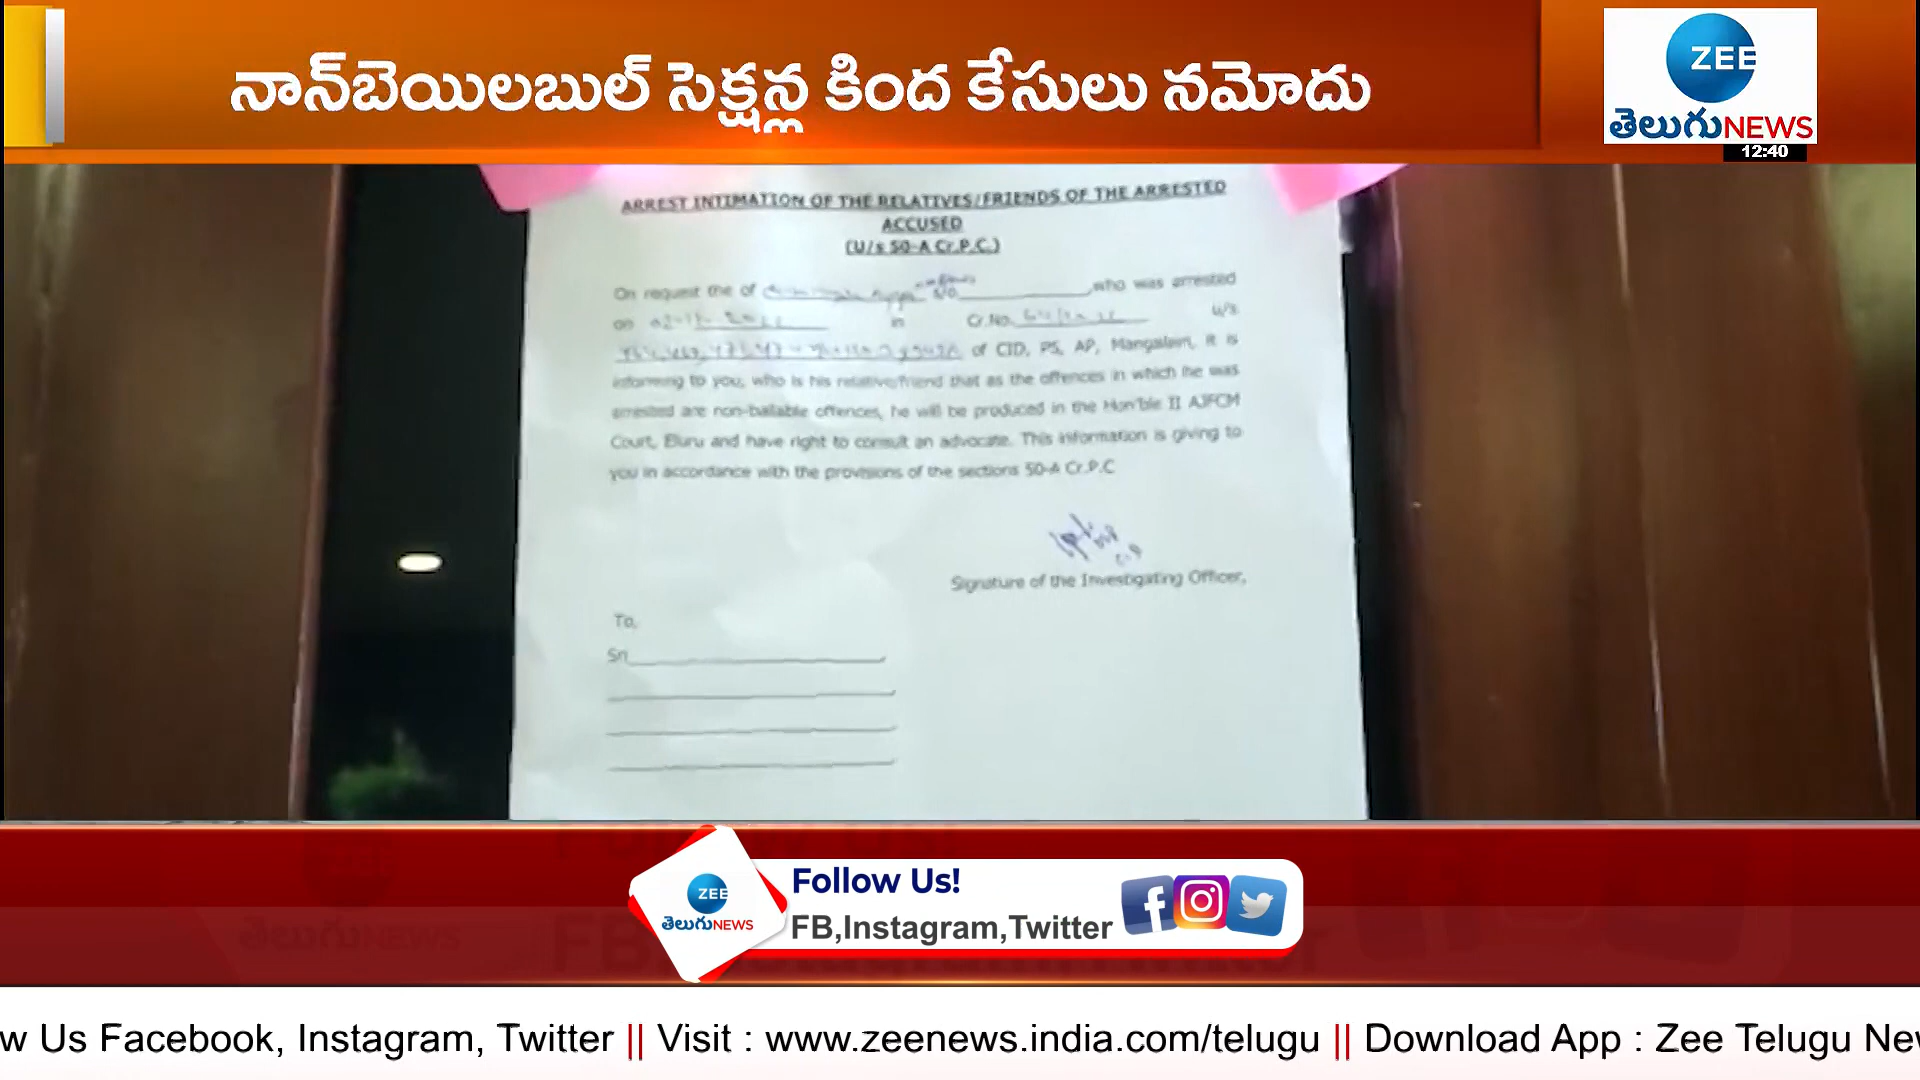 నాన్‌బెయిలబుల్ సెక్షన్ల కింద కేసులు నమోదు
ZEE
తెలుగుNEWS
12:40
ARREST INTIMATION OF THE RELATIVES/FRIENDS OF THE ARRESTED
ACCUSED
(U/s 50-A Cr.P.C.)
On request the of S/o. ,who was arrested
on in Cr.No. U/s
of CID, PS, AP, Mangalam, it is
informing to you, who is his relative/friend that as the offences in which he was
arrested are non-bailable offences, he will be produced in the Hon'ble II AJFCM
Court, Eluru and have right to consult an advocate. This information is giving to
you in accordance with the provisions of the sections 50-A Cr.P.C
Signature of the Investigating Officer,
To,
Sri
ZEE
తెలుగుNEWS
Follow Us!
FB,Instagram,Twitter
w Us Facebook, Instagram, Twitter || Visit : www.zeenews.india.com/telugu || Download App : Zee Telugu New